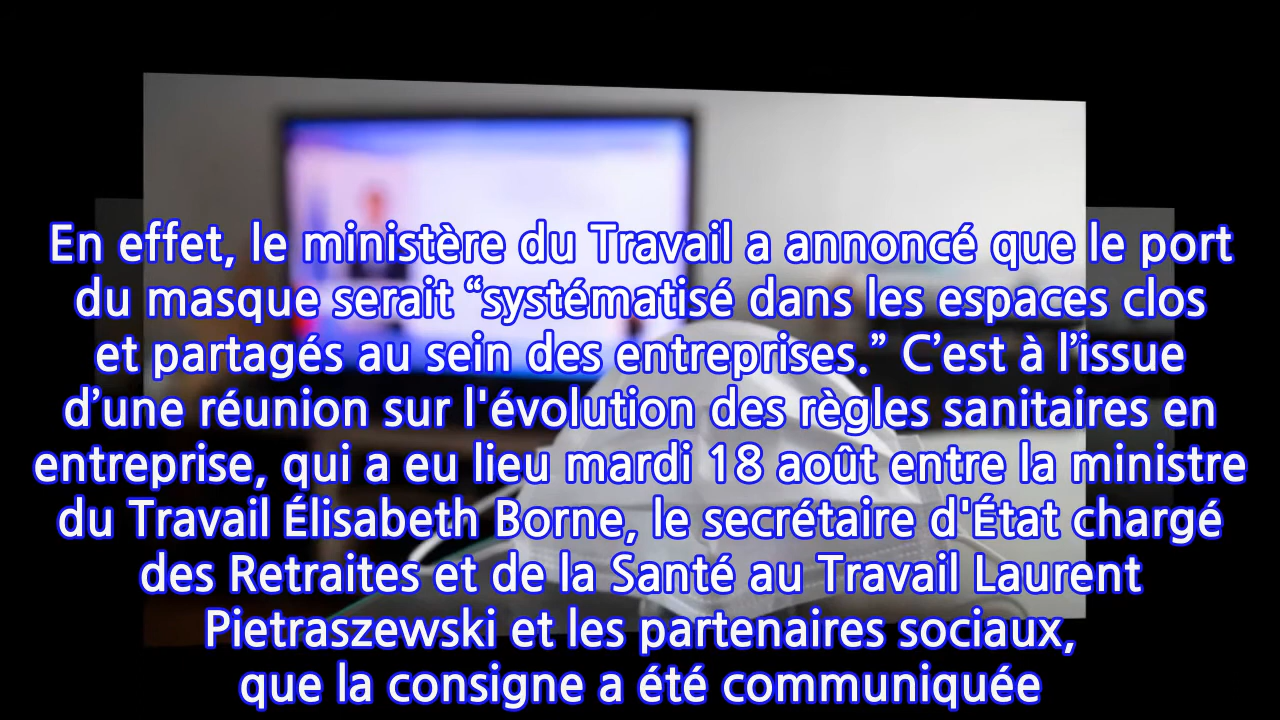 En effet, le ministère du Travail a annoncé que le port
du masque serait “systématisé dans les espaces clos
et partagés au sein des entreprises.” C’est à l’issue
d’une réunion sur l'évolution des règles sanitaires en
entreprise, qui a eu lieu mardi 18 août entre la ministre
du Travail Élisabeth Borne, le secrétaire d'État chargé
des Retraites et de la Santé au Travail Laurent
Pietraszewski et les partenaires sociaux,
que la consigne a été communiquée